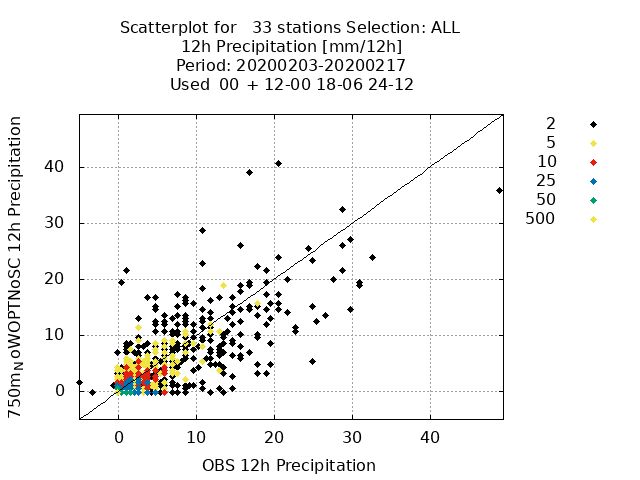 Scatterplot for   33 stations Selection: ALL
12h Precipitation [mm/12h]
Period: 20200203-20200217
Used  00 + 12-00 18-06 24-12
750mNoWOPTNoSC 12h Precipitation
40
30
20
10
0
0 10 20 30 40
OBS 12h Precipitation
2
5
10
25
50
500